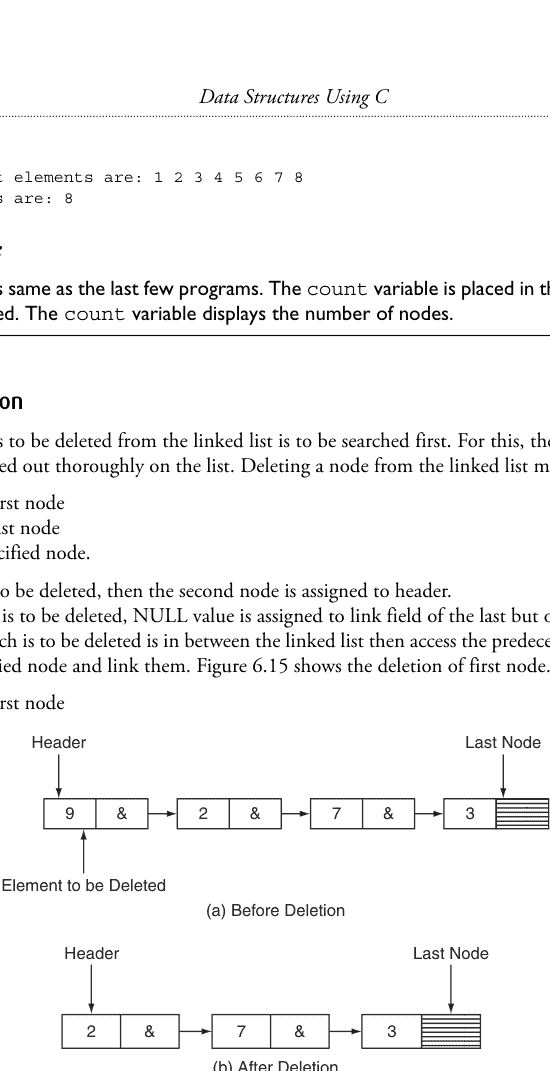 Data Structures Using C
t elements are: 1 2 3 4 5 6 7 8
s are: 8
s same as the last few programs. The count variable is placed in th
ed. The count variable displays the number of nodes.
on
s to be deleted from the linked list is to be searched first. For this, the
ed out thoroughly on the list. Deleting a node from the linked list m
rst node
st node
cified node.
o be deleted, then the second node is assigned to header.
is to be deleted, NULL value is assigned to link field of the last but o
ch is to be deleted is in between the linked list then access the predece
ied node and link them. Figure 6.15 shows the deletion of first node.
rst node
Header Last Node
9 & 2 & 7 & 3
Element to be Deleted
(a) Before Deletion
Header Last Node
2 & 7 & 3
(b) After Deletion